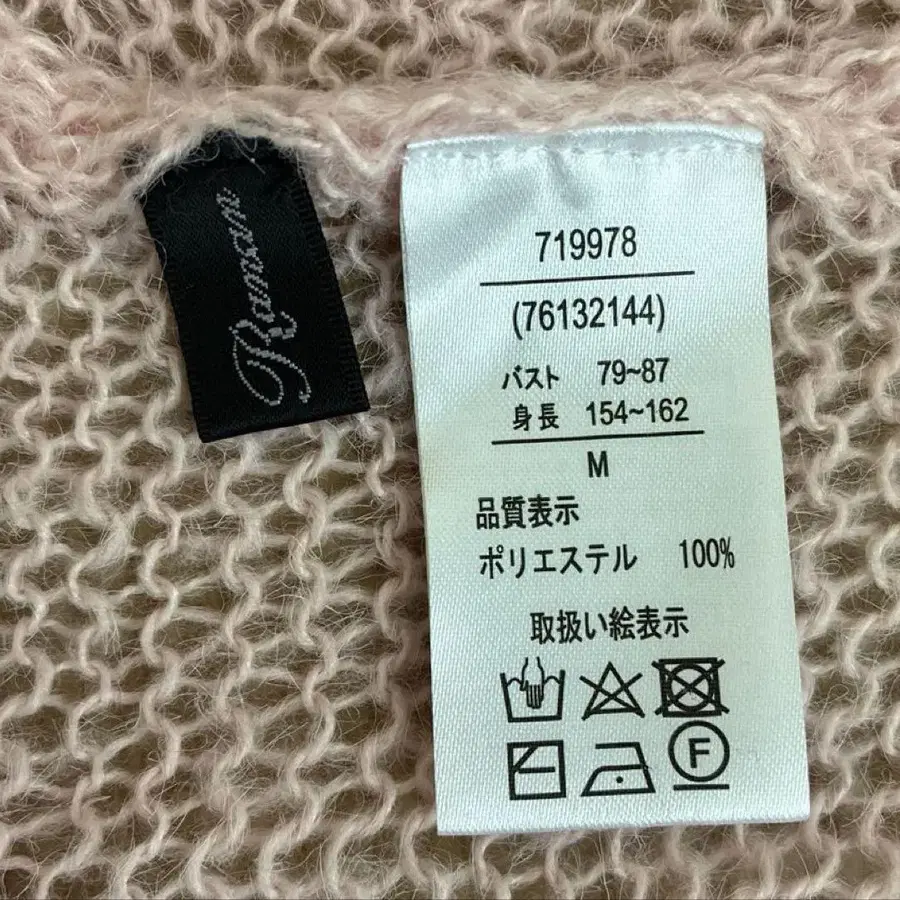 Ranan
719978
(76132144)
バスト 79~87
身長 154~162
M
品質表示
ポリエステル 100%
取扱い絵表示
F